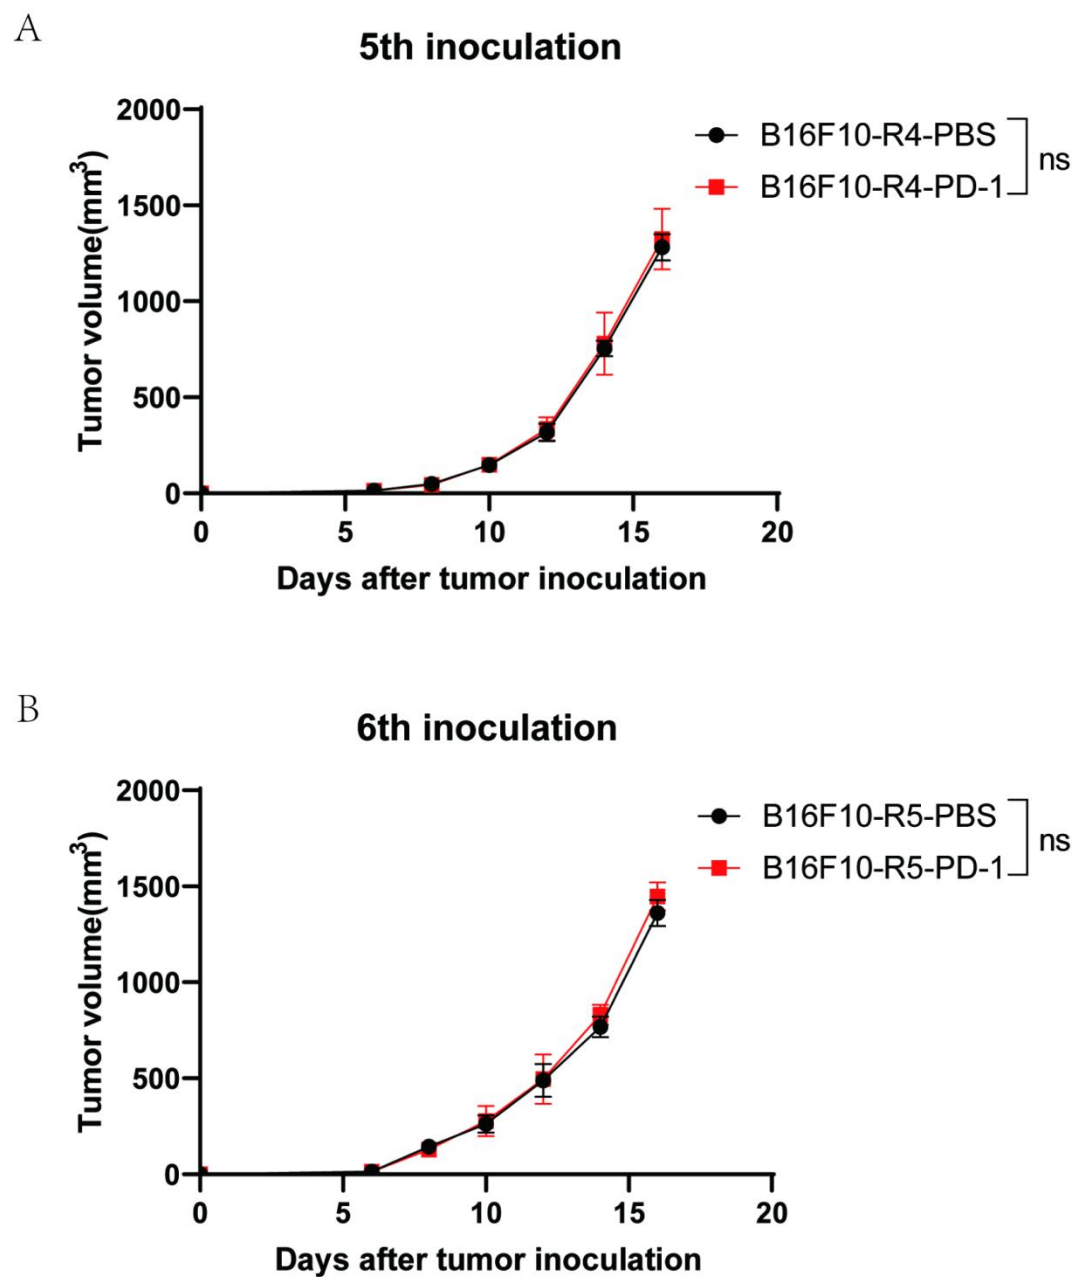 A
5th inoculation
2000
1500
1000
500
0
Tumor volume(mm³)
0 5 10 15 20
Days after tumor inoculation
B16F10-R4-PBS
B16F10-R4-PD-1
ns
B
6th inoculation
2000
1500
1000
500
0
Tumor volume(mm³)
0 5 10 15 20
Days after tumor inoculation
B16F10-R5-PBS
B16F10-R5-PD-1
ns